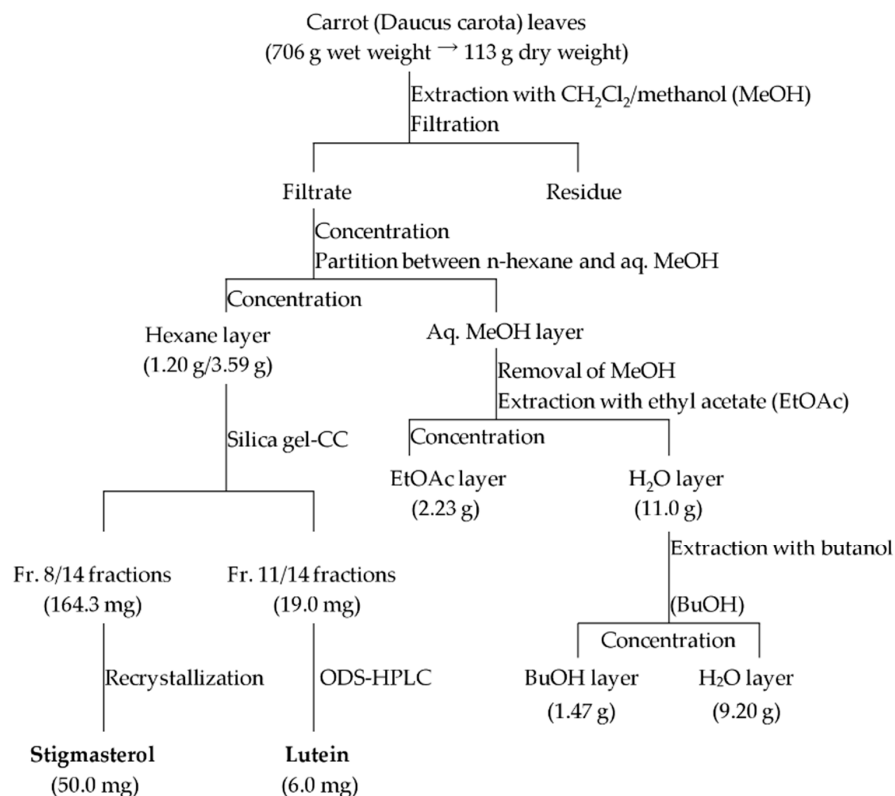 Carrot (Daucus carota) leaves
(706 g wet weight → 113 g dry weight)
Extraction with CH₂Cl₂/methanol (MeOH)
Filtration
Filtrate
Residue
Concentration
Partition between n-hexane and aq. MeOH
Concentration
Hexane layer
(1.20 g/3.59 g)
Aq. MeOH layer
Removal of MeOH
Extraction with ethyl acetate (EtOAc)
Silica gel-CC
Concentration
EtOAc layer
(2.23 g)
H₂O layer
(11.0 g)
Extraction with butanol
(BuOH)
Fr. 8/14 fractions
(164.3 mg)
Fr. 11/14 fractions
(19.0 mg)
Concentration
Recrystallization
ODS-HPLC
BuOH layer
(1.47 g)
H₂O layer
(9.20 g)
Stigmasterol
(50.0 mg)
Lutein
(6.0 mg)